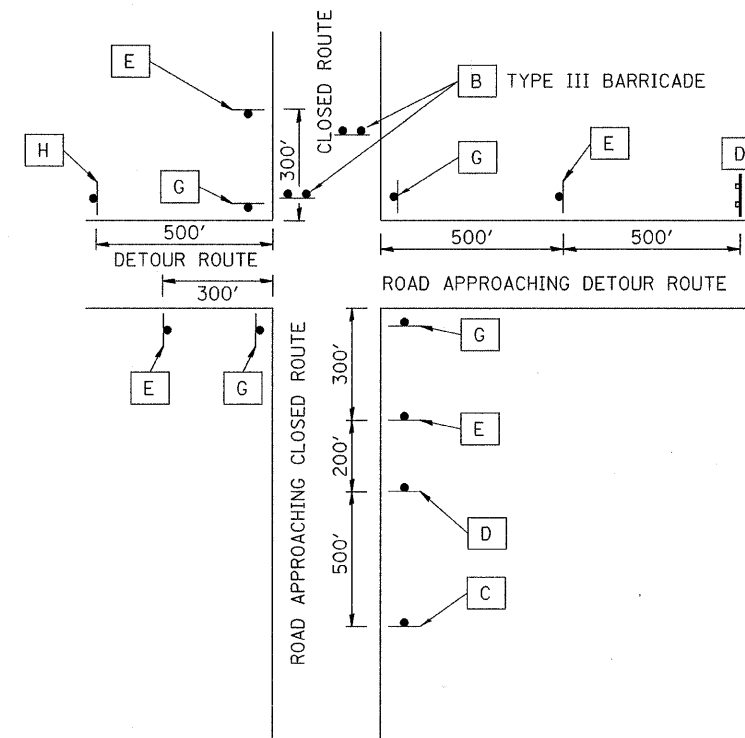 E
CLOSED ROUTE
B TYPE III BARRICADE
H
G
300'
G
E
D
500'
500'
500'
DETOUR ROUTE
ROAD APPROACHING DETOUR ROUTE
300'
E
G
ROAD APPROACHING CLOSED ROUTE
300'
G
E
200'
D
500'
C